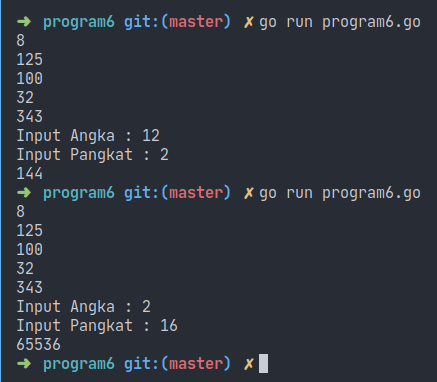 ➜ program6 git:(master) ✗ go run program6.go
8
125
100
32
343
Input Angka : 12
Input Pangkat : 2
144
➜ program6 git:(master) ✗ go run program6.go
8
125
100
32
343
Input Angka : 2
Input Pangkat : 16
65536
➜ program6 git:(master) ✗